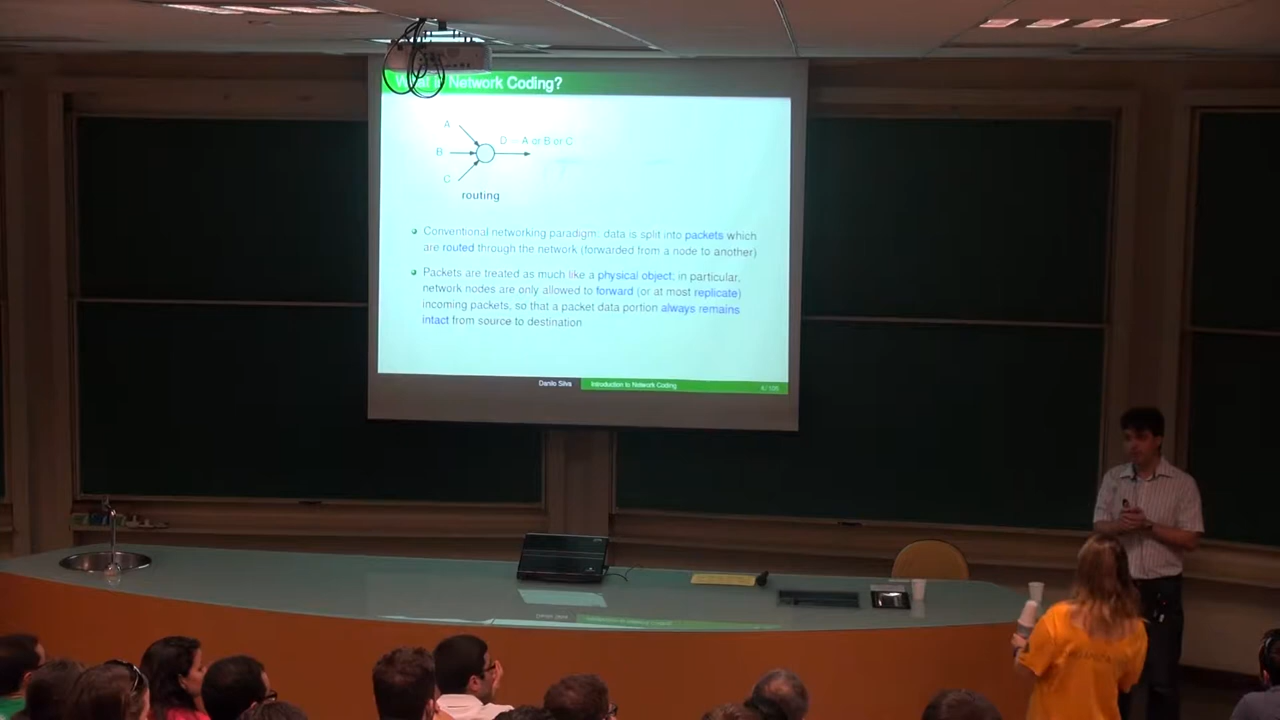 What is Network Coding?
A
D = A or B or C
B
C
routing
Conventional networking paradigm: data is split into packets which
are routed through the network (forwarded from a node to another)
Packets are treated as much like a physical object; in particular,
network nodes are only allowed to forward (or at most replicate)
incoming packets, so that a packet data portion always remains
intact from source to destination
Danilo Silva Introduction to Network Coding